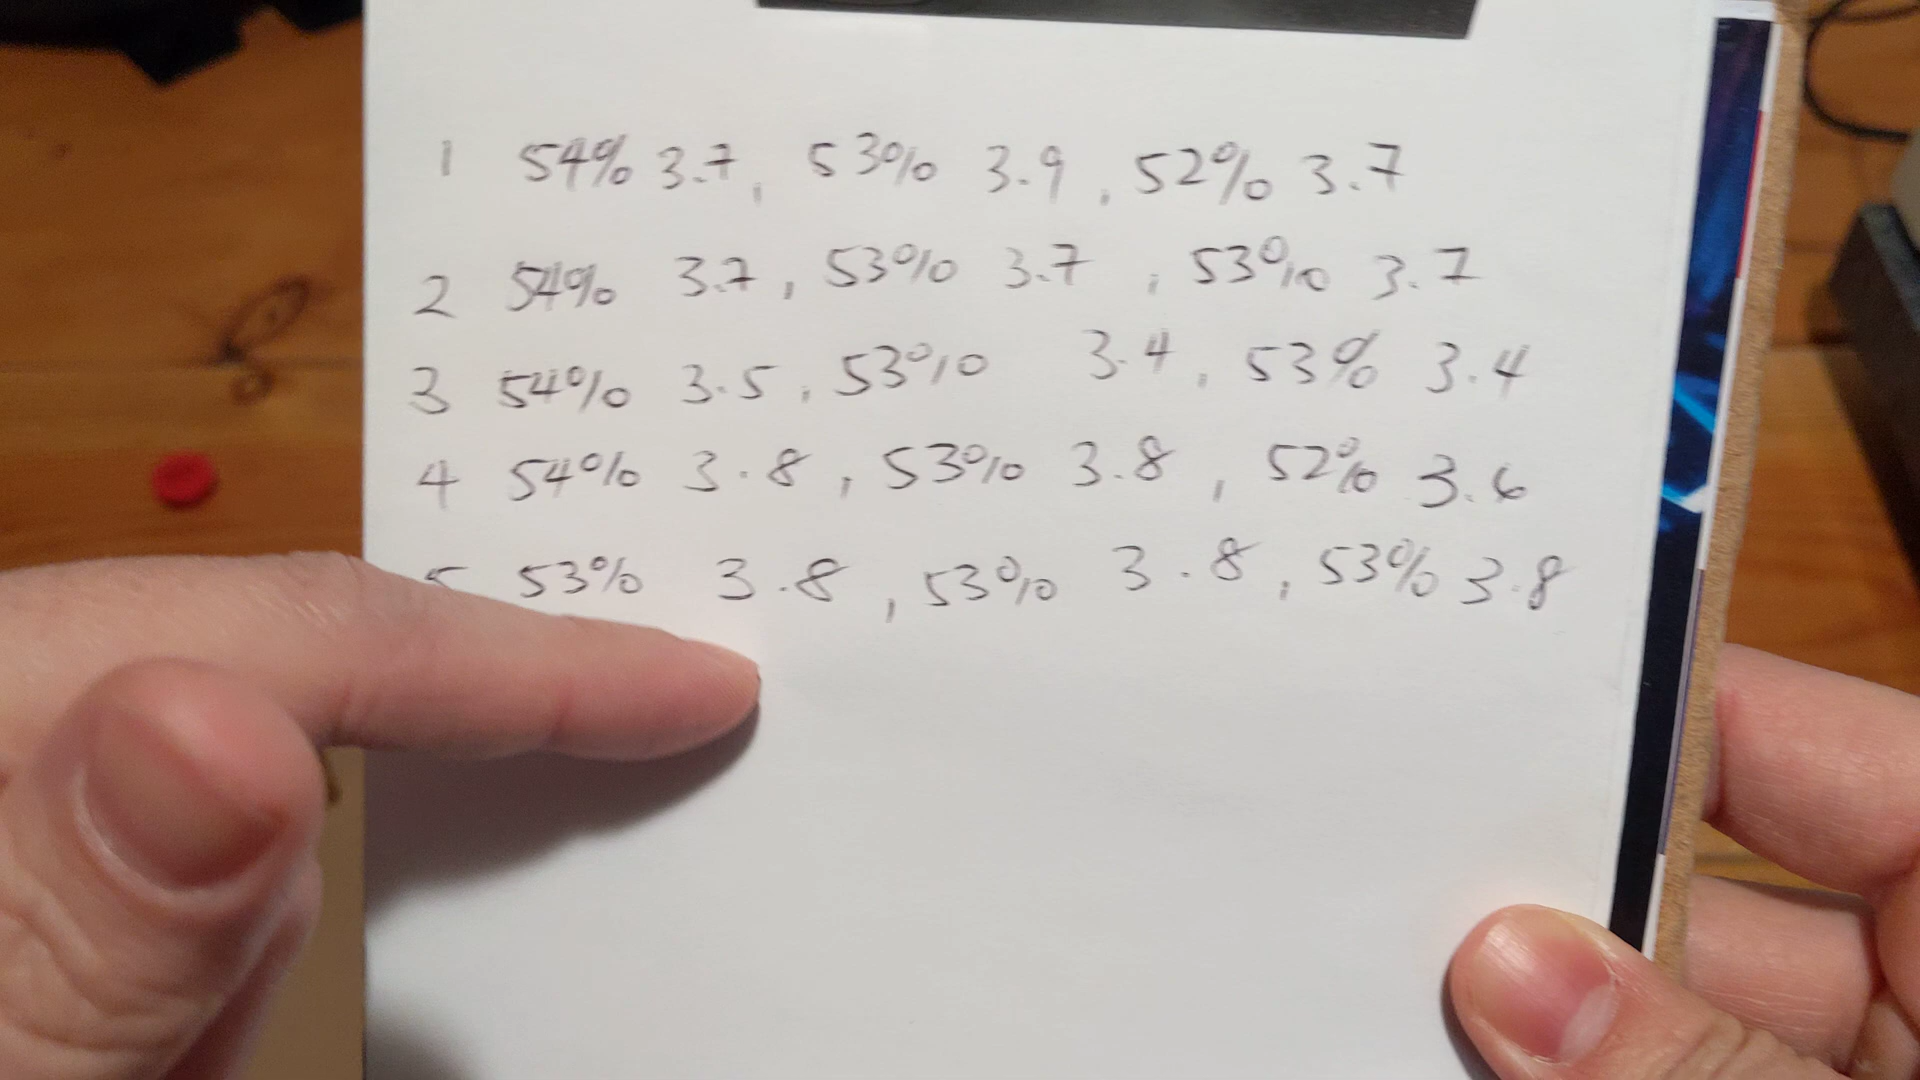 1 54% 3.7, 53% 3.9, 52% 3.7
2 54% 3.7, 53% 3.7, 53% 3.7
3 54% 3.5, 53% 3.4, 53% 3.4
4 54% 3.8, 53% 3.8, 52% 3.6
5 53% 3.8, 53% 3.8, 53% 3.8